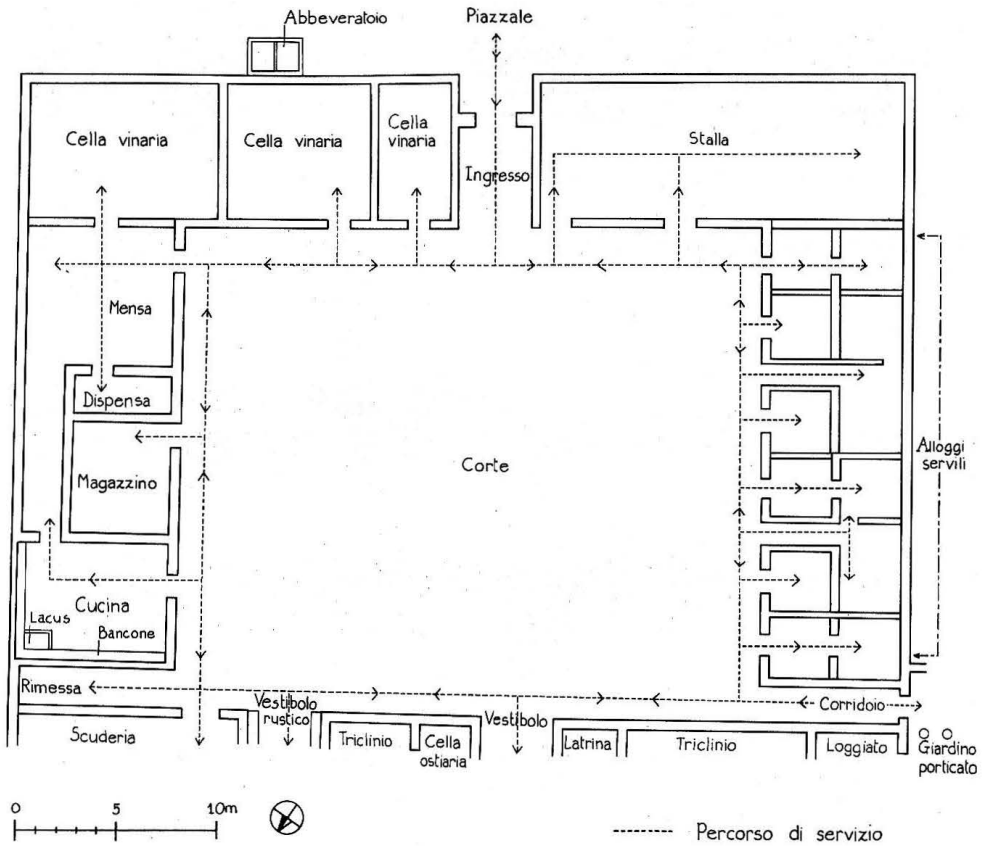 Abbeveratoio
Piazzale
Cella vinaria
Cella vinaria
Cella
vinaria
Ingresso
Stalla
Mensa
Dispensa
Magazzino
Corte
Alloggi
servili
Cucina
Lacus
Bancone
Rimessa
Vestibolo
rustico
Vestibolo
Corridoio
Scuderia
Triclinio
Cella
ostiaria
Latrina
Triclinio
Loggiato
Giardino
porticato
0 5 10m
Percorso di servizio